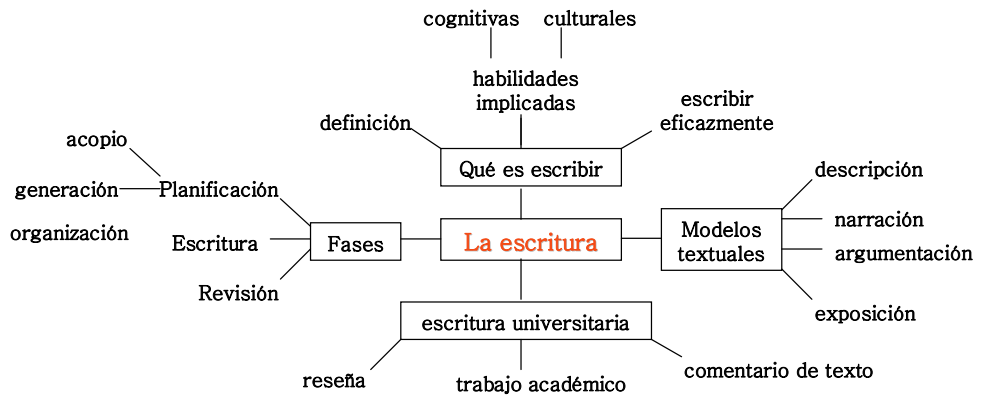 cognitivas culturales
habilidades
implicadas
definición
escribir
eficazmente
Qué es escribir
acopio
generación
Planificación
organización
Escritura
Revisión
Fases
La escritura
Modelos
textuales
descripción
narración
argumentación
exposición
escritura universitaria
reseña
trabajo académico
comentario de texto